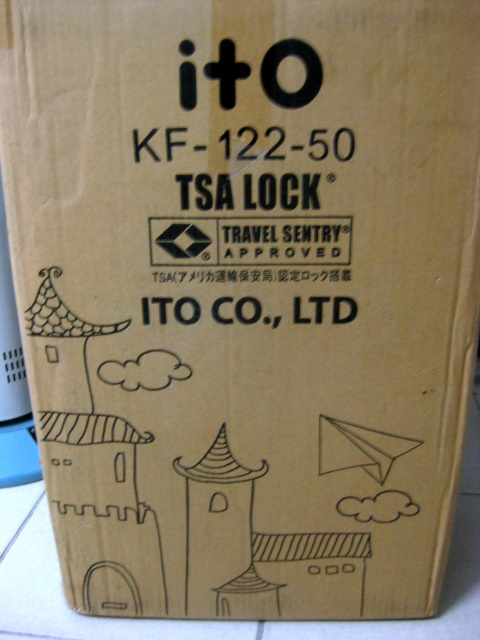 ito
KF-122-50
TSA LOCK®
® TRAVEL SENTRY®
APPROVED
TSA(アメリカ運輸保安局)認定ロック搭載
ITO CO., LTD